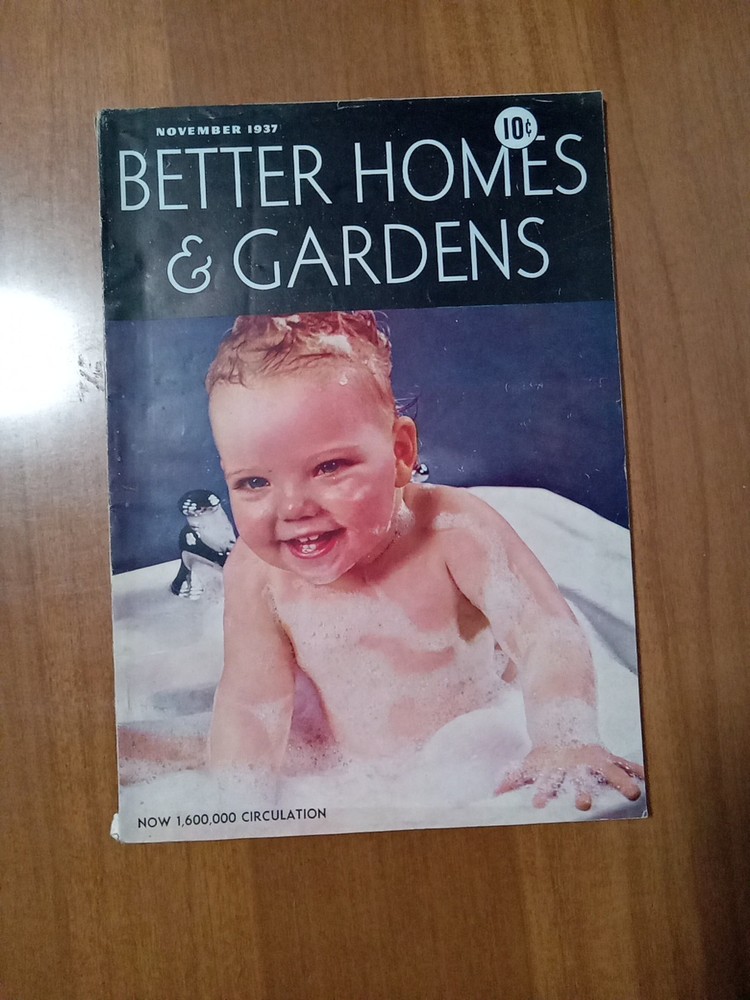 NOVEMBER 1937
10¢
BETTER HOMES
& GARDENS
NOW 1,600,000 CIRCULATION